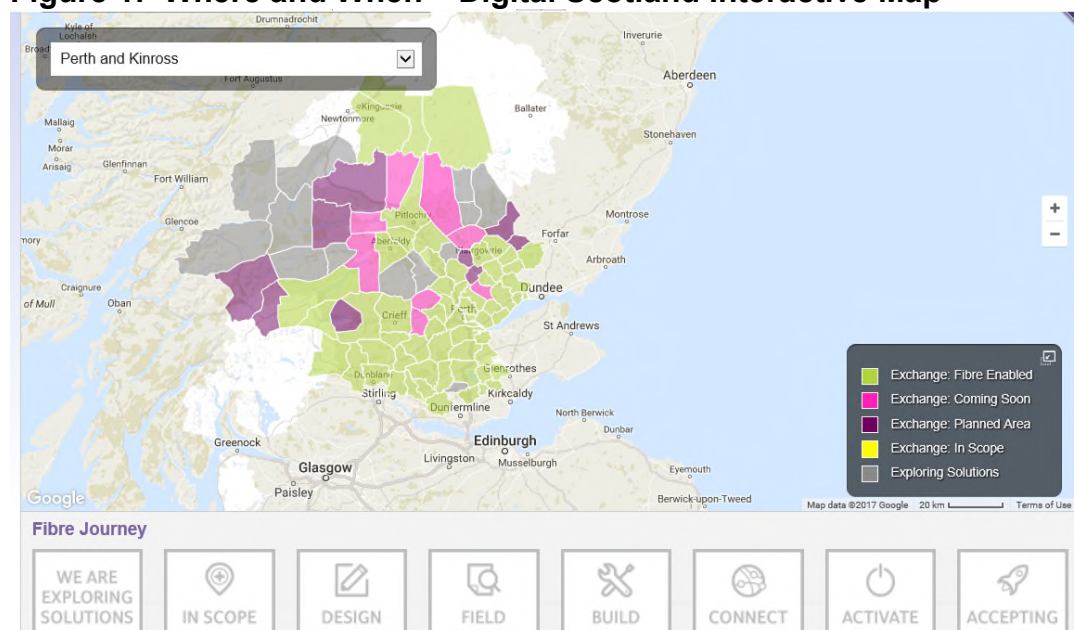 Figure 1: Where and When – Digital Scotland Interactive Map
Drumnadrochit
Kyle of
Lochalsh
Inverurie
Perth and Kinross
Aberdeen
Fort Augustus
Kingussie
Newtonmore
Ballater
Mallaig
Morar
Arisaig
Glenfinnan
Stonehaven
Fort William
Pitlochry
Montrose
Glencoe
Forfar
Aberfeldy
Blairgowrie
Arbroath
Craignure
of Mull
Oban
Dundee
Crieff
Perth
St Andrews
Dunblane
Glenrothes
Stirling
Kirkcaldy
Dunfermline
North Berwick
Dunbar
Greenock
Edinburgh
Livingston
Musselburgh
Glasgow
Eyemouth
Paisley
Berwick-upon-Tweed
+
−
Exchange: Fibre Enabled
Exchange: Coming Soon
Exchange: Planned Area
Exchange: In Scope
Exploring Solutions
Google
Map data ©2017 Google 20 km Terms of Use
Fibre Journey
WE ARE
EXPLORING
SOLUTIONS
IN SCOPE
DESIGN
FIELD
BUILD
CONNECT
ACTIVATE
ACCEPTING